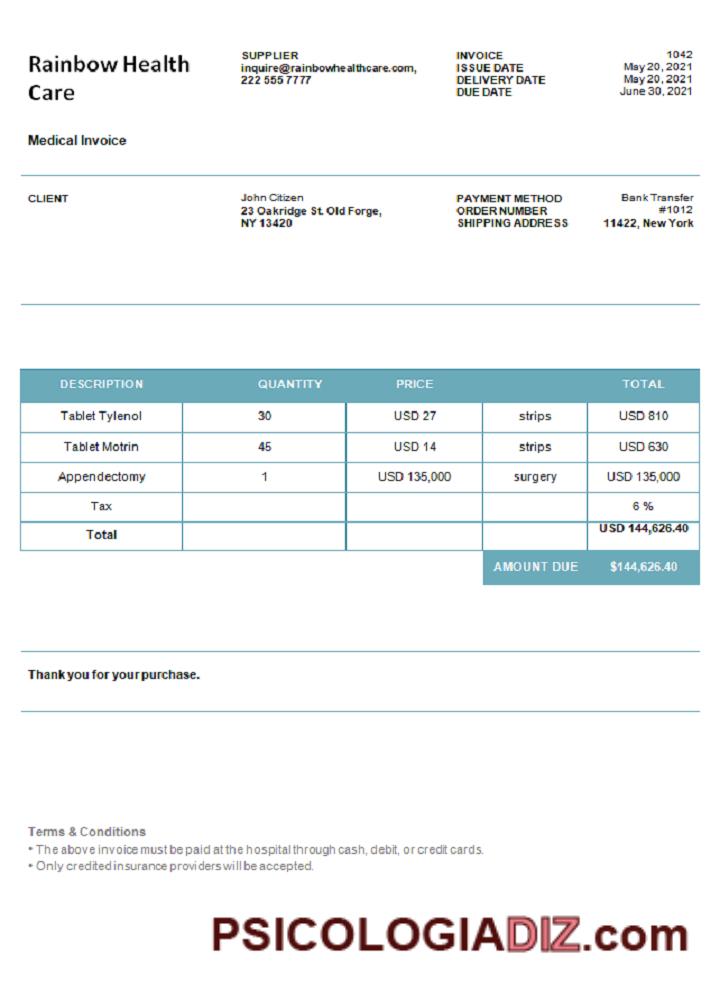 Rainbow Health
Care
SUPPLIER
inquire@rainbowhealthcare.com,
222 555 7777
INVOICE 1042
ISSUE DATE May 20, 2021
DELIVERY DATE May 20, 2021
DUE DATE June 30, 2021
Medical Invoice
CLIENT
John Citizen
23 Oakridge St. Old Forge,
NY 13420
PAYMENT METHOD Bank Transfer
ORDER NUMBER #1012
SHIPPING ADDRESS 11422, New York
DESCRIPTION QUANTITY PRICE TOTAL
Tablet Tylenol 30 USD 27 strips USD 810
Tablet Motrin 45 USD 14 strips USD 630
Appendectomy 1 USD 135,000 surgery USD 135,000
Tax 6 %
Total USD 144,626.40
AMOUNT DUE $144,626.40
Thank you for your purchase.
Terms & Conditions
• The above invoice must be paid at the hospital through cash, debit, or credit cards.
• Only credited insurance providers will be accepted.
PSICOLOGIADIZ.com